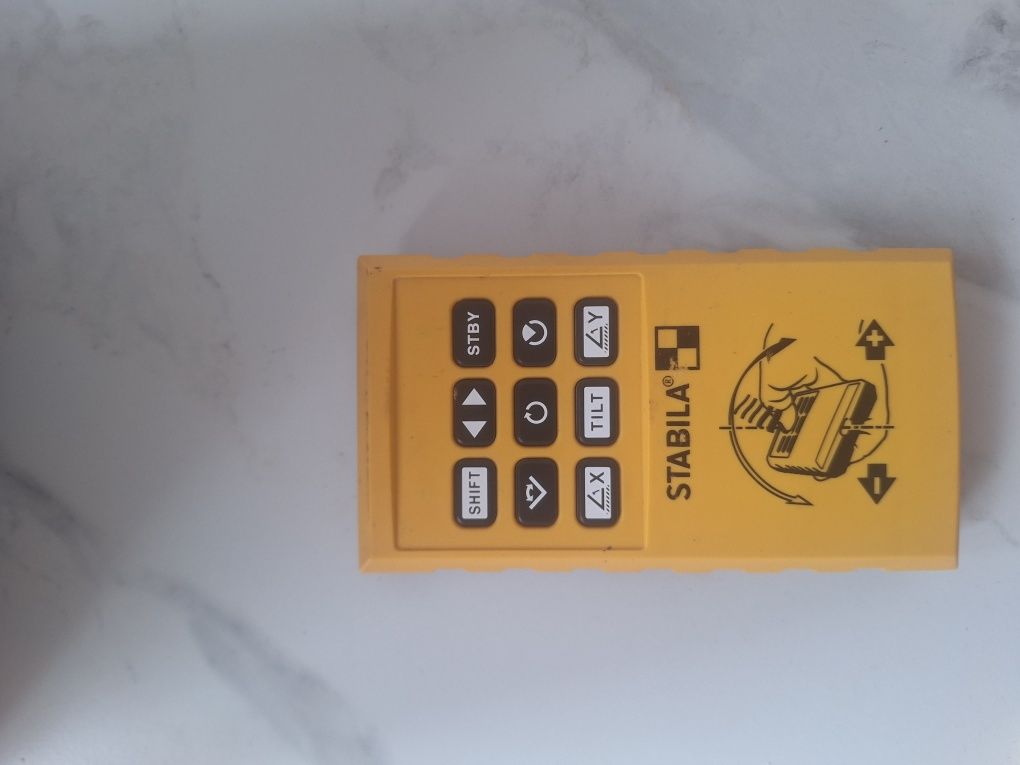 SHIFT STBY
X TILT Y
STABILA®
- +